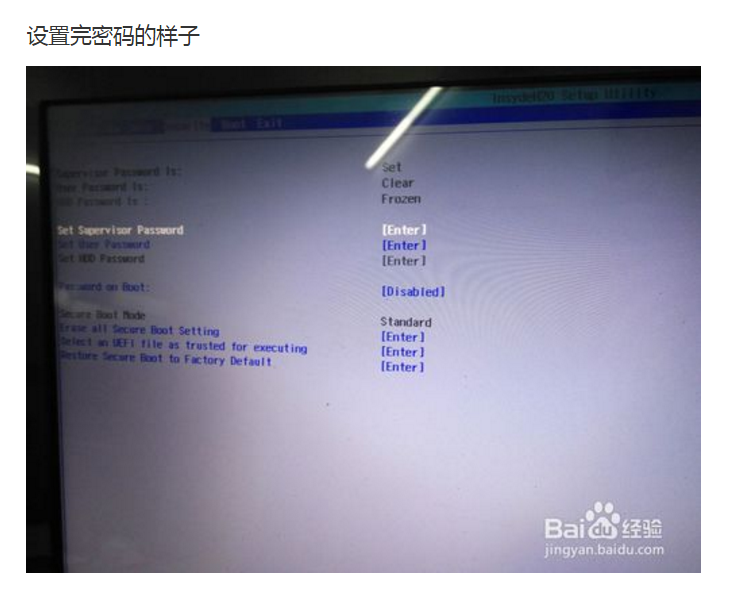 设置完密码的样子
InsydeH20 Setup Utility
Security Boot Exit
Supervisor Password Is: Set
User Password Is: Clear
HDD Password Is : Frozen
Set Supervisor Password [Enter]
Set User Password [Enter]
Set HDD Password [Enter]
Password on Boot: [Disabled]
Secure Boot Mode Standard
Erase all Secure Boot Setting [Enter]
Select an UEFI file as trusted for executing [Enter]
Restore Secure Boot to Factory Default [Enter]
Baidu 经验
jingyan.baidu.com